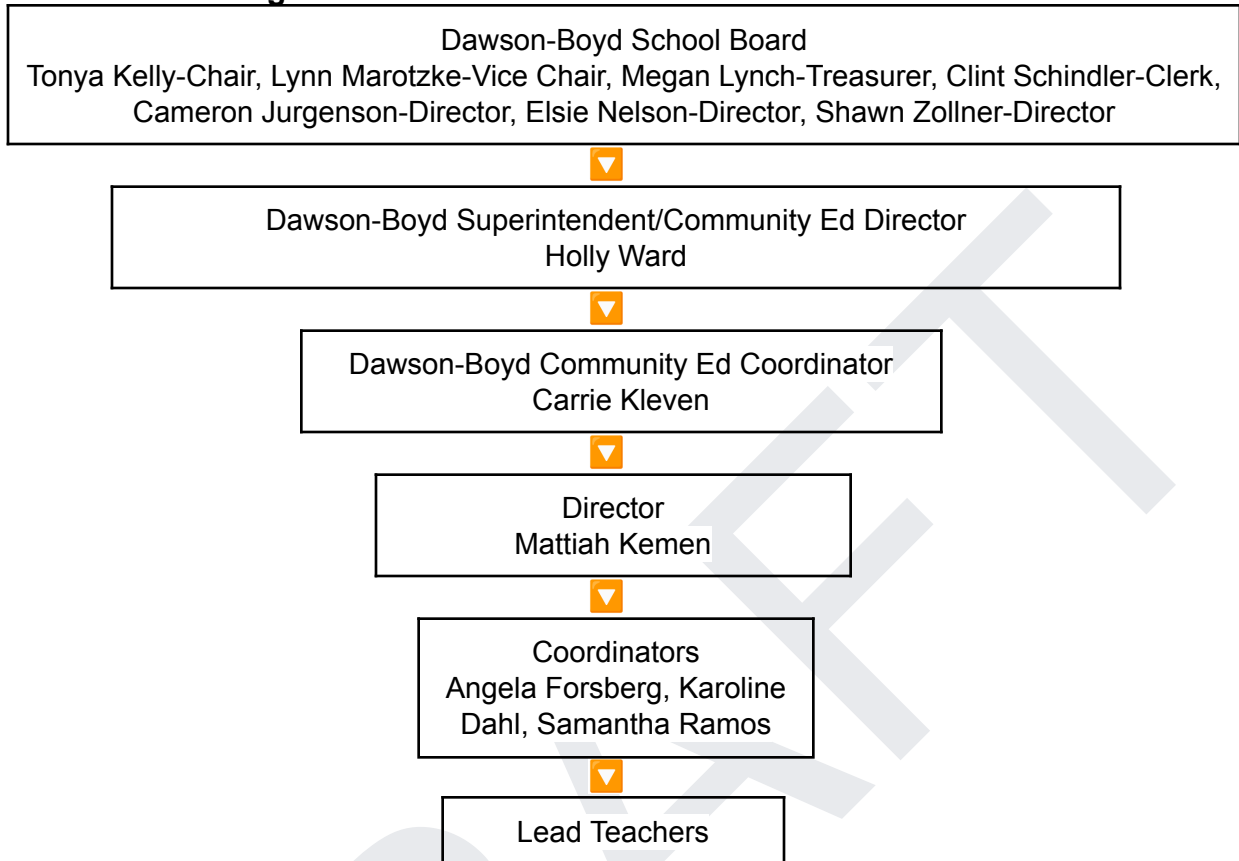 Dawson-Boyd School Board
Tonya Kelly-Chair, Lynn Marotzke-Vice Chair, Megan Lynch-Treasurer, Clint Schindler-Clerk,
Cameron Jurgenson-Director, Elsie Nelson-Director, Shawn Zollner-Director
Dawson-Boyd Superintendent/Community Ed Director
Holly Ward
Dawson-Boyd Community Ed Coordinator
Carrie Kleven
Director
Mattiah Kemen
Coordinators
Angela Forsberg, Karoline
Dahl, Samantha Ramos
Lead Teachers